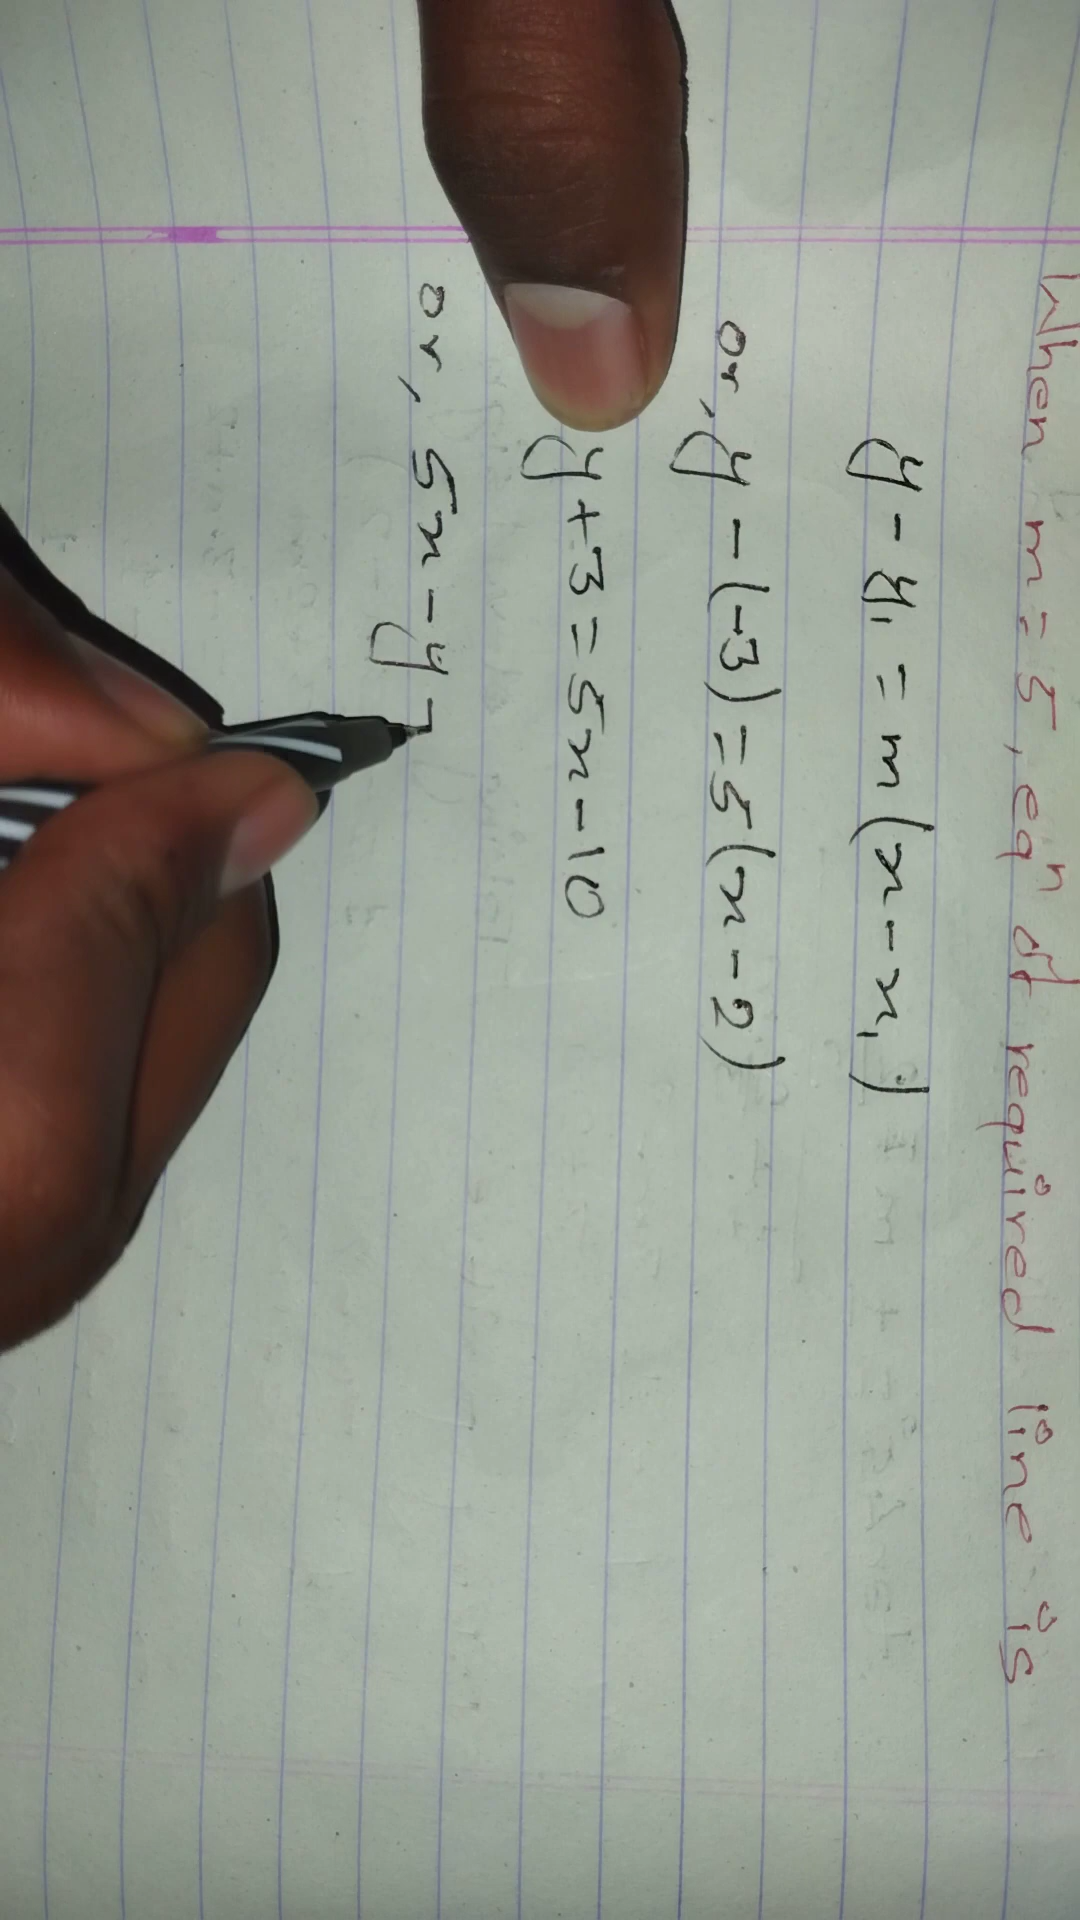 When m = 5, eqn of required line is
y - y₁ = m(x - x₁)
or, y - (-3) = 5(x - 2)
y + 3 = 5x - 10
or, 5x - y -